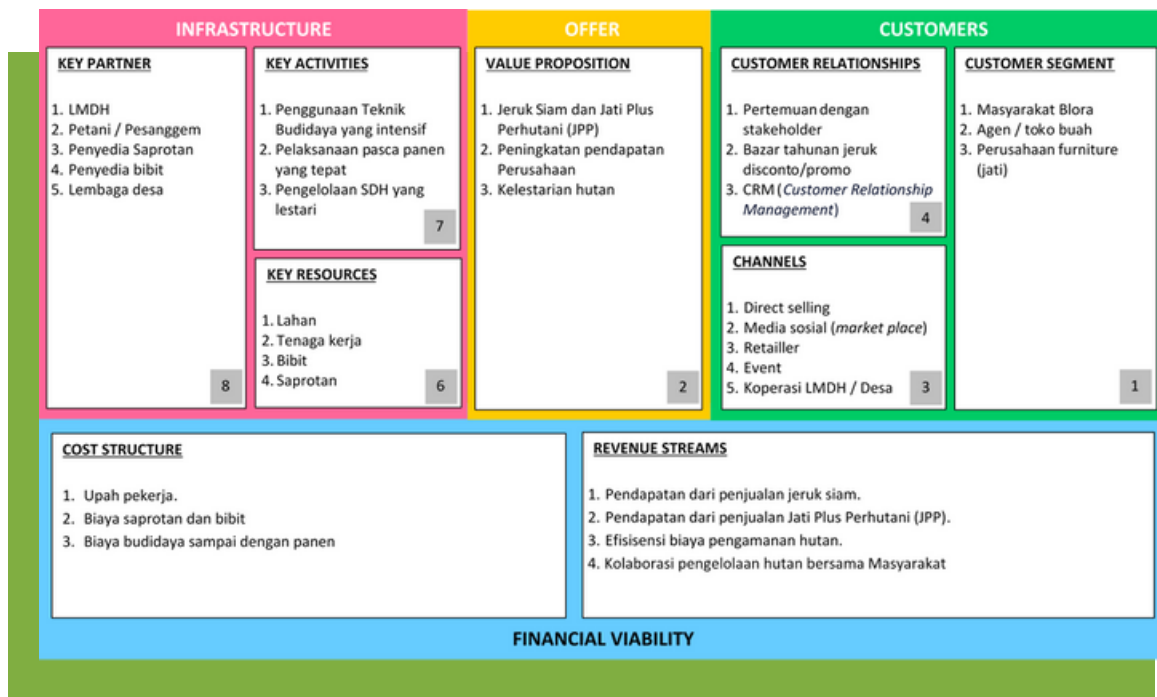 INFRASTRUCTURE
OFFER
CUSTOMERS
KEY PARTNER
1. LMDH
2. Petani / Pesanggem
3. Penyedia Saprotan
4. Penyedia bibit
5. Lembaga desa
8
KEY ACTIVITIES
1. Penggunaan Teknik
Budidaya yang intensif
2. Pelaksanaan pasca panen
yang tepat
3. Pengelolaan SDH yang
lestari
7
KEY RESOURCES
1. Lahan
2. Tenaga kerja
3. Bibit
4. Saprotan
6
VALUE PROPOSITION
1. Jeruk Siam dan Jati Plus
Perhutani (JPP)
2. Peningkatan pendapatan
Perusahaan
3. Kelestarian hutan
2
CUSTOMER RELATIONSHIPS
1. Pertemuan dengan
stakeholder
2. Bazar tahunan jeruk
disconto/promo
3. CRM (Customer Relationship
Management)
4
CHANNELS
1. Direct selling
2. Media sosial (market place)
3. Retailler
4. Event
5. Koperasi LMDH / Desa
3
CUSTOMER SEGMENT
1. Masyarakat Blora
2. Agen / toko buah
3. Perusahaan furniture
(jati)
1
COST STRUCTURE
1. Upah pekerja.
2. Biaya saprotan dan bibit
3. Biaya budidaya sampai dengan panen
REVENUE STREAMS
1. Pendapatan dari penjualan jeruk siam.
2. Pendapatan dari penjualan Jati Plus Perhutani (JPP).
3. Efisisensi biaya pengamanan hutan.
4. Kolaborasi pengelolaan hutan bersama Masyarakat
FINANCIAL VIABILITY